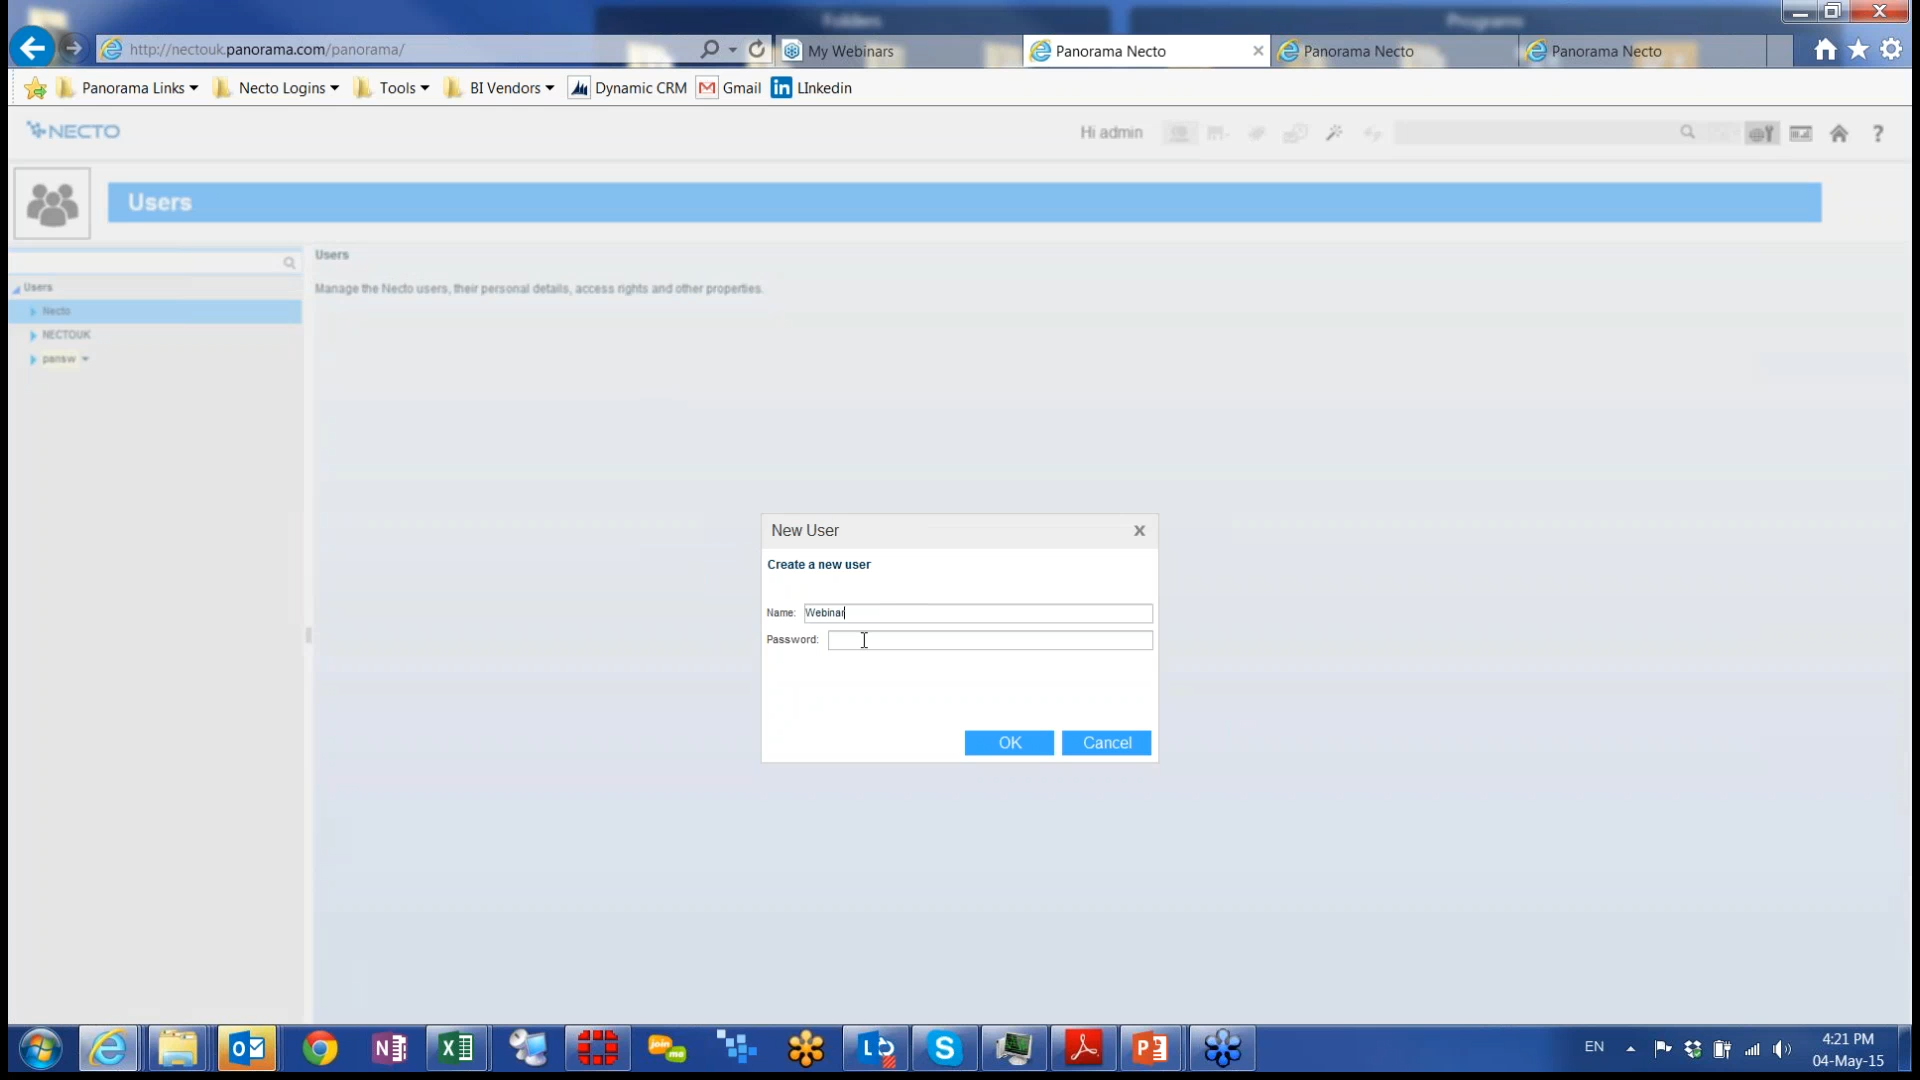 Folders Programs
http://nectouk.panorama.com/panorama/ My Webinars Panorama Necto Panorama Necto Panorama Necto
Panorama Links Necto Logins Tools BI Vendors Dynamic CRM Gmail LInkedin
NECTO Hi admin ?
Users
Users
Manage the Necto users, their personal details, access rights and other properties.
Users
Necto
NECTOUK
pansw
New User X
Create a new user
Name: Webinar
Password:
OK Cancel
EN 4:21 PM
04-May-15